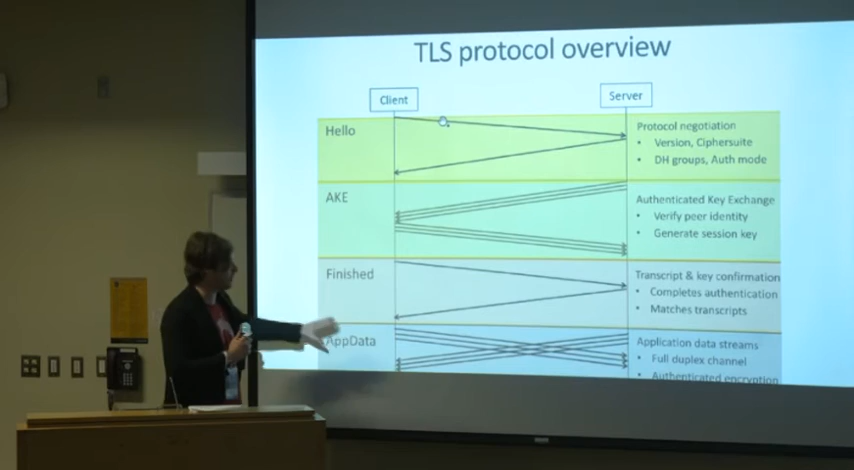 TLS protocol overview
Client
Server
Hello
Protocol negotiation
• Version, Ciphersuite
• DH groups, Auth mode
AKE
Authenticated Key Exchange
• Verify peer identity
• Generate session key
Finished
Transcript & key confirmation
• Completes authentication
• Matches transcripts
AppData
Application data streams
• Full duplex channel
• Authenticated encryption